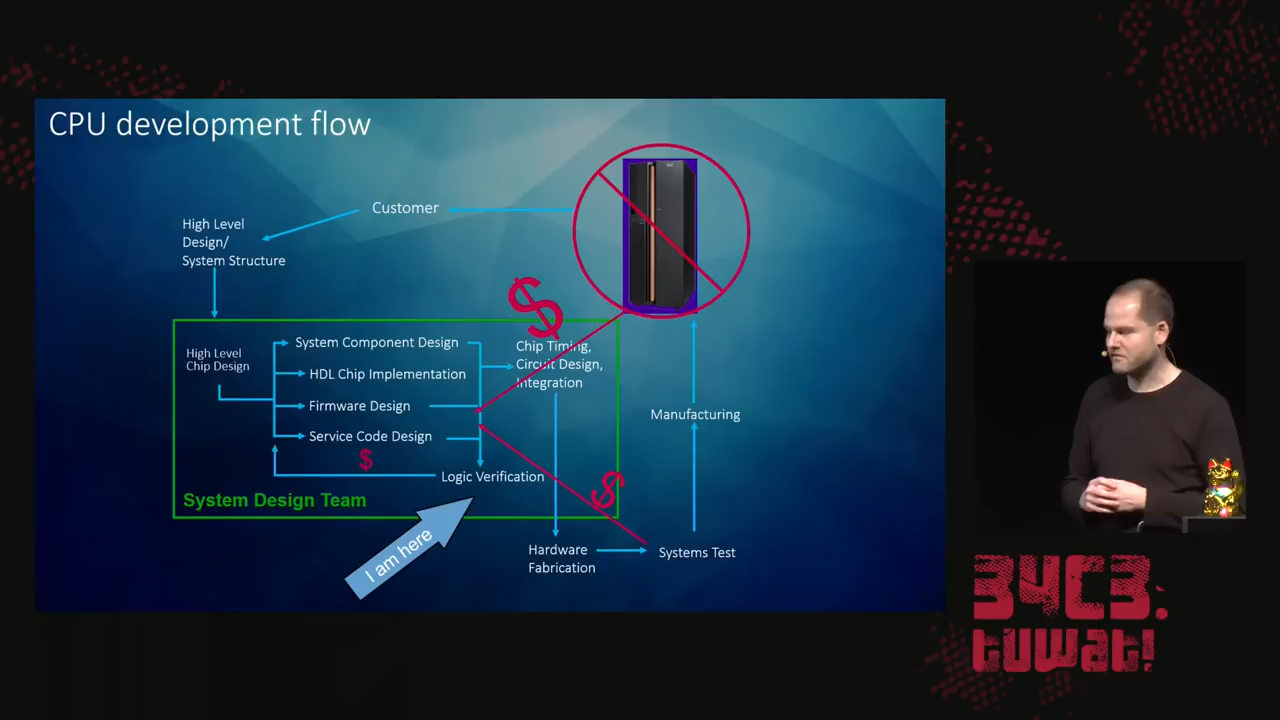 CPU development flow
Customer
High Level
Design/
System Structure
$
High Level
Chip Design
System Component Design
HDL Chip Implementation
Firmware Design
Service Code Design
$
Chip Timing,
Circuit Design,
Integration
Logic Verification
$
System Design Team
I am here
Manufacturing
Hardware
Fabrication
Systems Test
34C3.
tuwat!